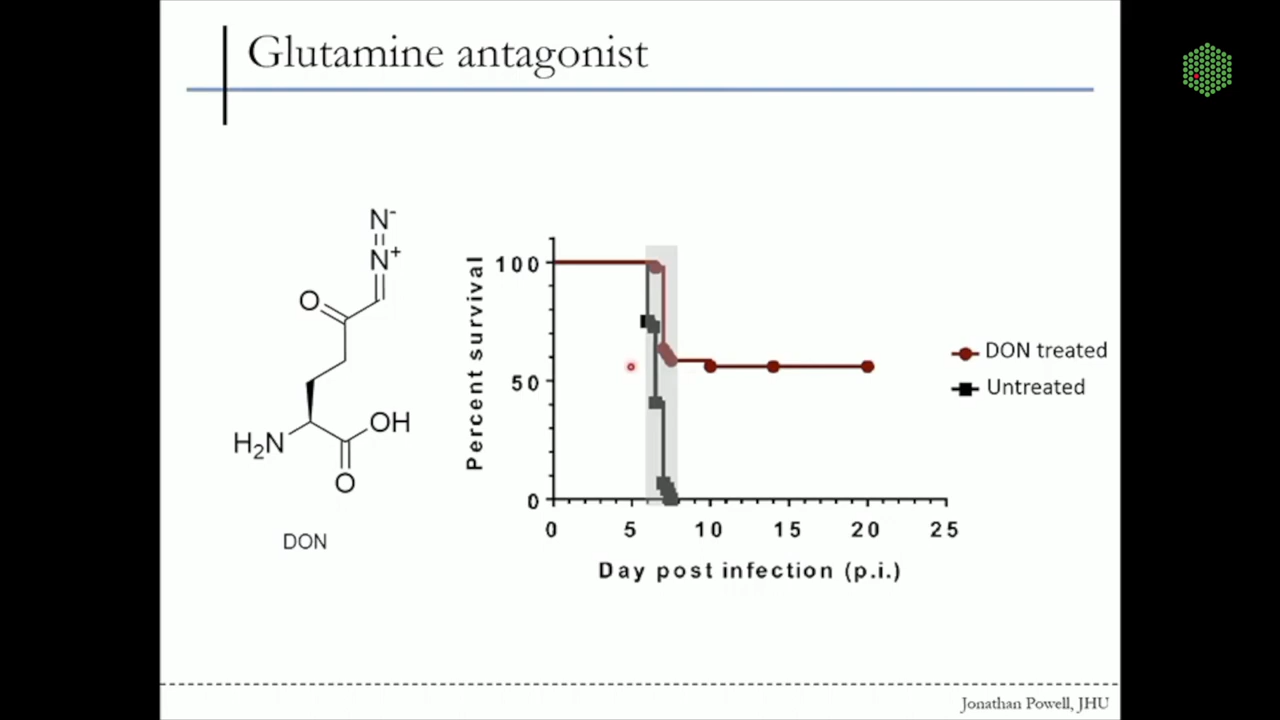 Glutamine antagonist
N-
N+
O
H2N
OH
O
DON
Percent survival
100
50
0
0 5 10 15 20 25
Day post infection (p.i.)
DON treated
Untreated
Jonathan Powell, JHU